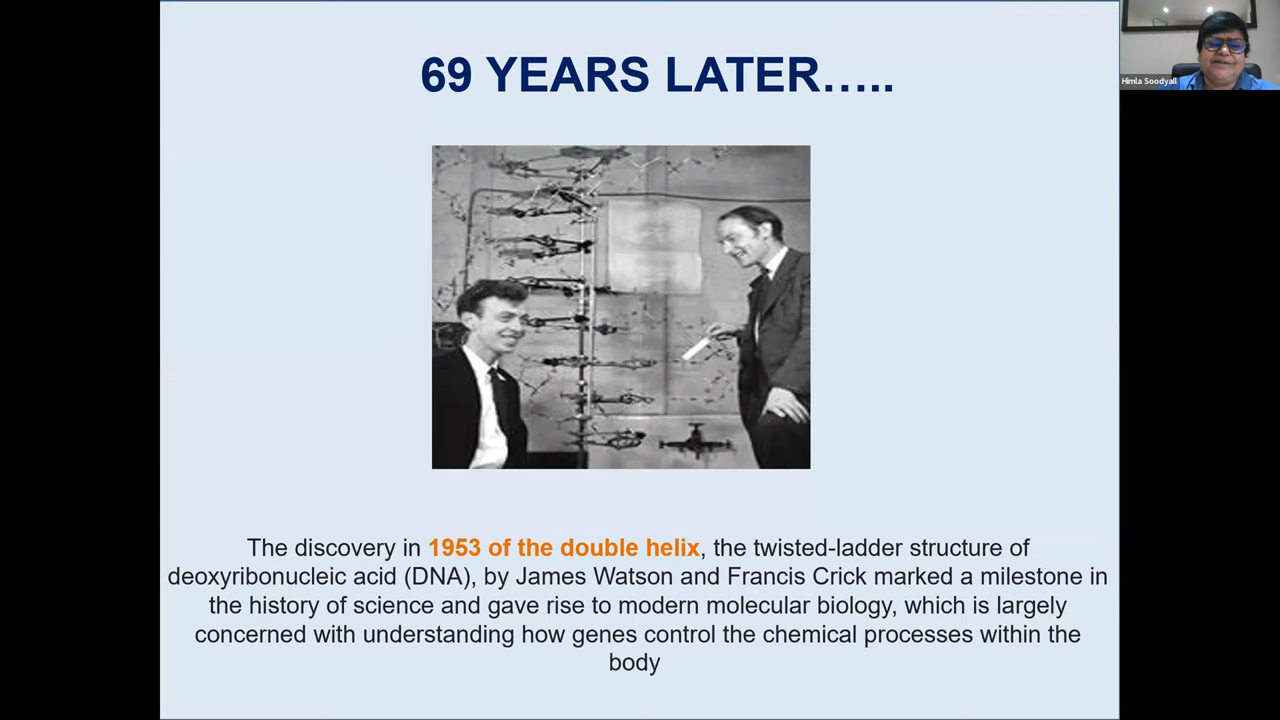 69 YEARS LATER.....
Himla Soodyall
The discovery in 1953 of the double helix, the twisted-ladder structure of
deoxyribonucleic acid (DNA), by James Watson and Francis Crick marked a milestone in
the history of science and gave rise to modern molecular biology, which is largely
concerned with understanding how genes control the chemical processes within the
body